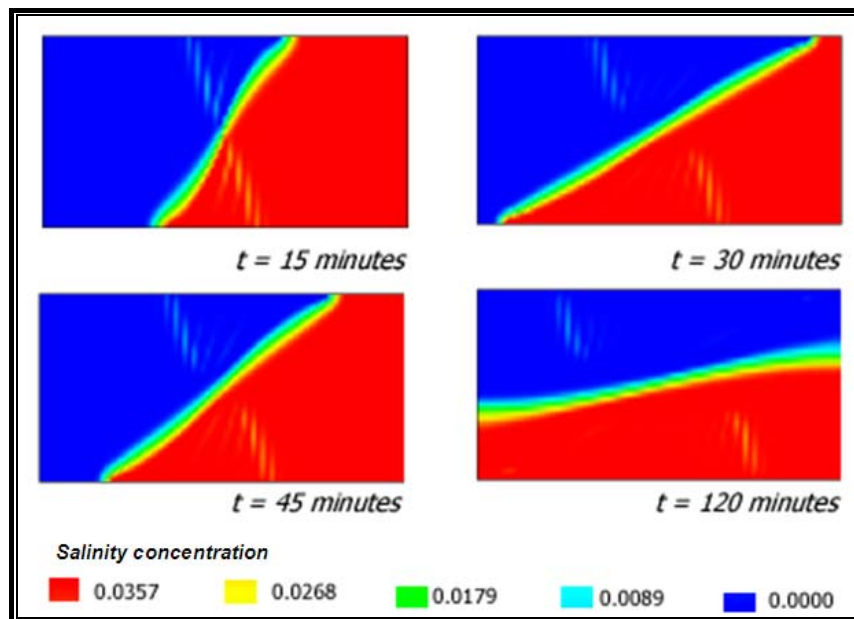 t = 15 minutes
t = 30 minutes
t = 45 minutes
t = 120 minutes
Salinity concentration
0.0357 0.0268 0.0179 0.0089 0.0000